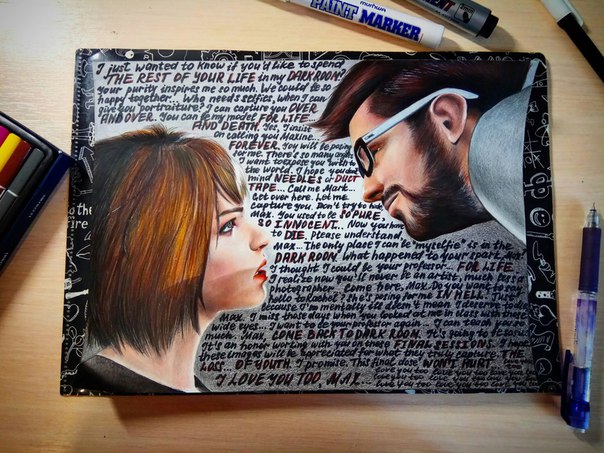 PAINT MARKER
I just wanted to know if you'd like to spend
THE REST OF YOUR LIFE in my DARKROOM?
Your purity inspires me so much. We could be so
happy together. Who needs selfies, when I can
give you portraiture? I can capture you OVER
AND OVER. You can be my model FOR LIFE
AND DEATH. Yes, I insist
on calling you Maxine...
FOREVER. You will be posing
for me. There's so many angles
I want to expose you with to
the world. I hope you don't
mind NEEDLES or DUST
TAPE... Call me Mark...
Get over here. Let me
capture you. Don't try to hide,
Max. You used to be SO PURE,
SO INNOCENT... Now you have
to DIE. Please understand,
Max... The only place I can be "myselfie" is in the
DARK ROOM. What happened to your spark, Max?
I thought I could be your professor... FOR LIFE.
I realize now you'll never be an artist, much less a
photographer. Come here, Max. Do you want to say
hello to Rachel? She's posing for me IN HELL. Just
because
Max. I miss those days when you looked at me in class with those
wide eyes... I want to be your professor again... I can teach you so
much. Max, COME BACK TO DARK ROOM. It's going to be great.
It's an honor working with you on these FINAL SESSIONS. I hope
these images will be appreciated for what they truly capture. THE
Loss... OF YOUTH. I promise. This final dose WON'T HURT.
I LOVE YOU TOO, MAX.